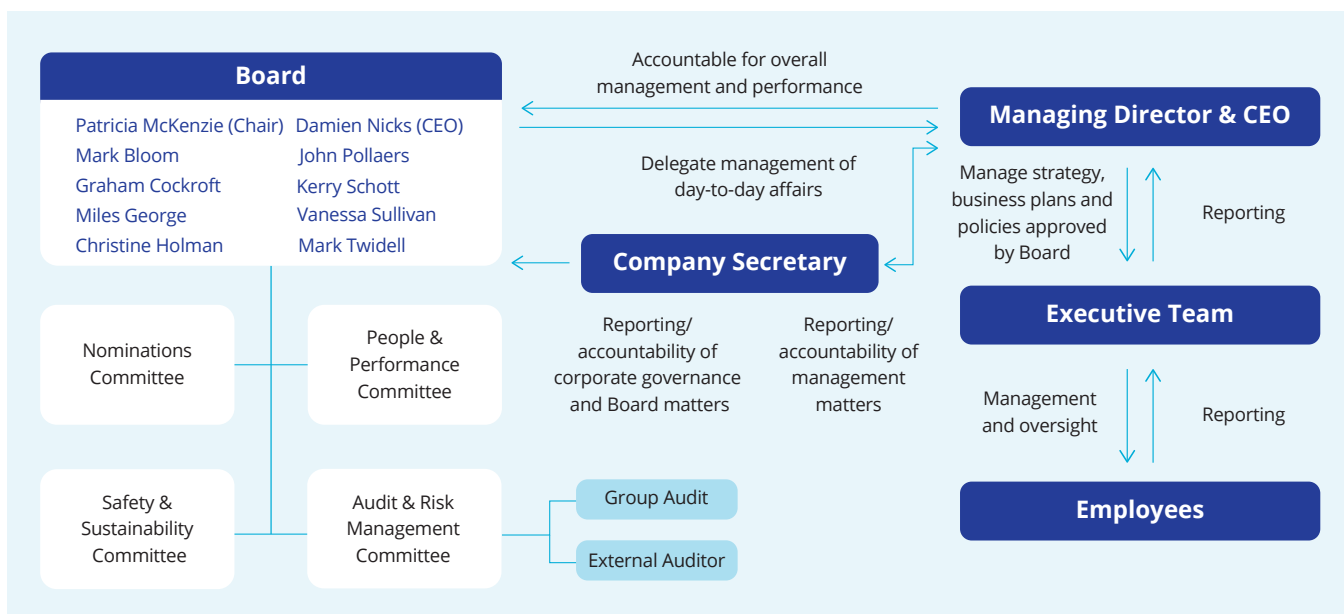 Board
Patricia McKenzie (Chair)
Mark Bloom
Graham Cockroft
Miles George
Christine Holman
Damien Nicks (CEO)
John Pollaers
Kerry Schott
Vanessa Sullivan
Mark Twidell
Accountable for overall
management and performance
Delegate management of
day-to-day affairs
Managing Director & CEO
Manage strategy,
business plans and
policies approved
by Board
Reporting
Company Secretary
Reporting/
accountability of
corporate governance
and Board matters
Reporting/
accountability of
management
matters
Executive Team
Management
and oversight
Reporting
Employees
Nominations
Committee
People &
Performance
Committee
Safety &
Sustainability
Committee
Audit & Risk
Management
Committee
Group Audit
External Auditor